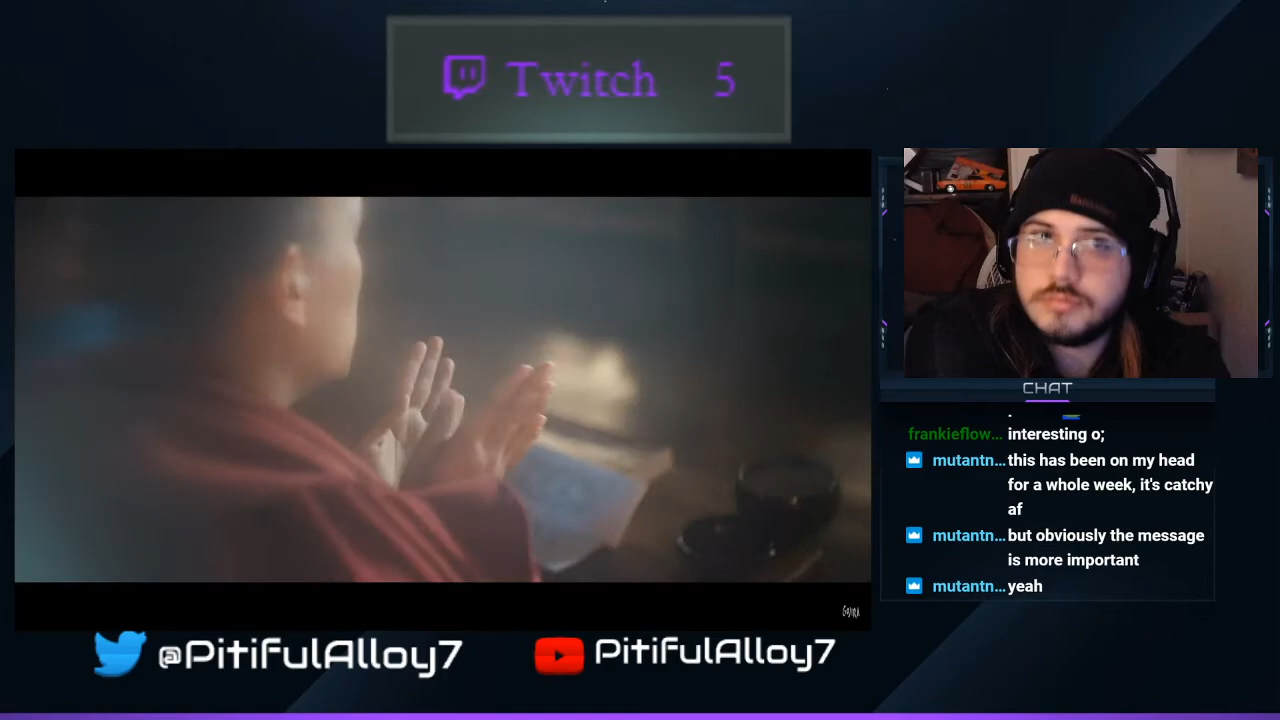 Twitch 5
CHAT
frankieflow... interesting o;
mutantn... this has been on my head
for a whole week, it's catchy
af
mutantn... but obviously the message
is more important
mutantn... yeah
GOJIRA
@PitifulAlloy7
PitifulAlloy7